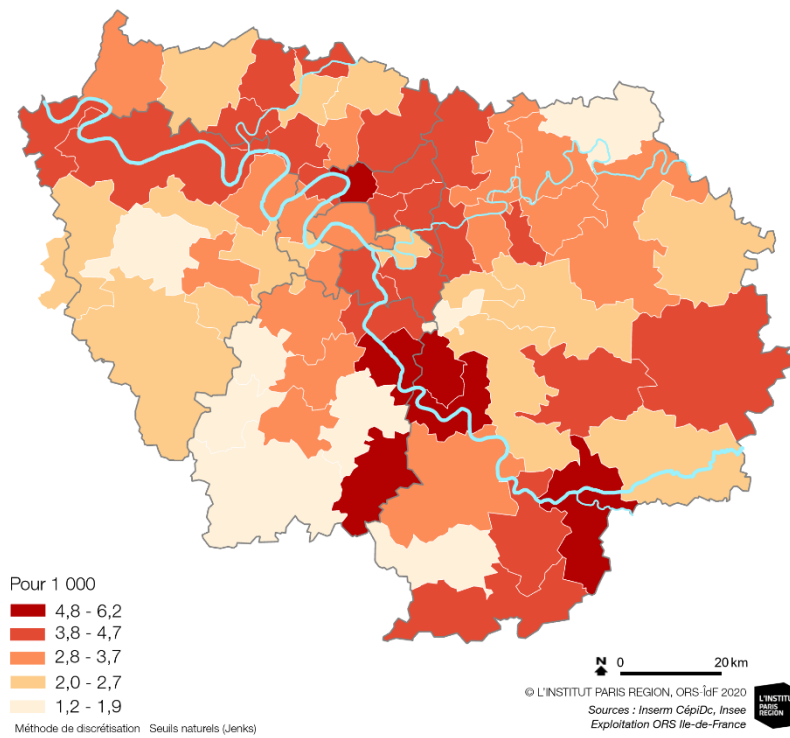 Pour 1 000
4,8 - 6,2
3,8 - 4,7
2,8 - 3,7
2,0 - 2,7
1,2 - 1,9
Méthode de discrétisation Seuils naturels (Jenks)
N 0 20 km
© L'INSTITUT PARIS REGION, ORS-ÎdF 2020
Sources : Inserm CépiDc, Insee
Exploitation ORS Ile-de-France
L'INSTITUT
PARIS
REGION